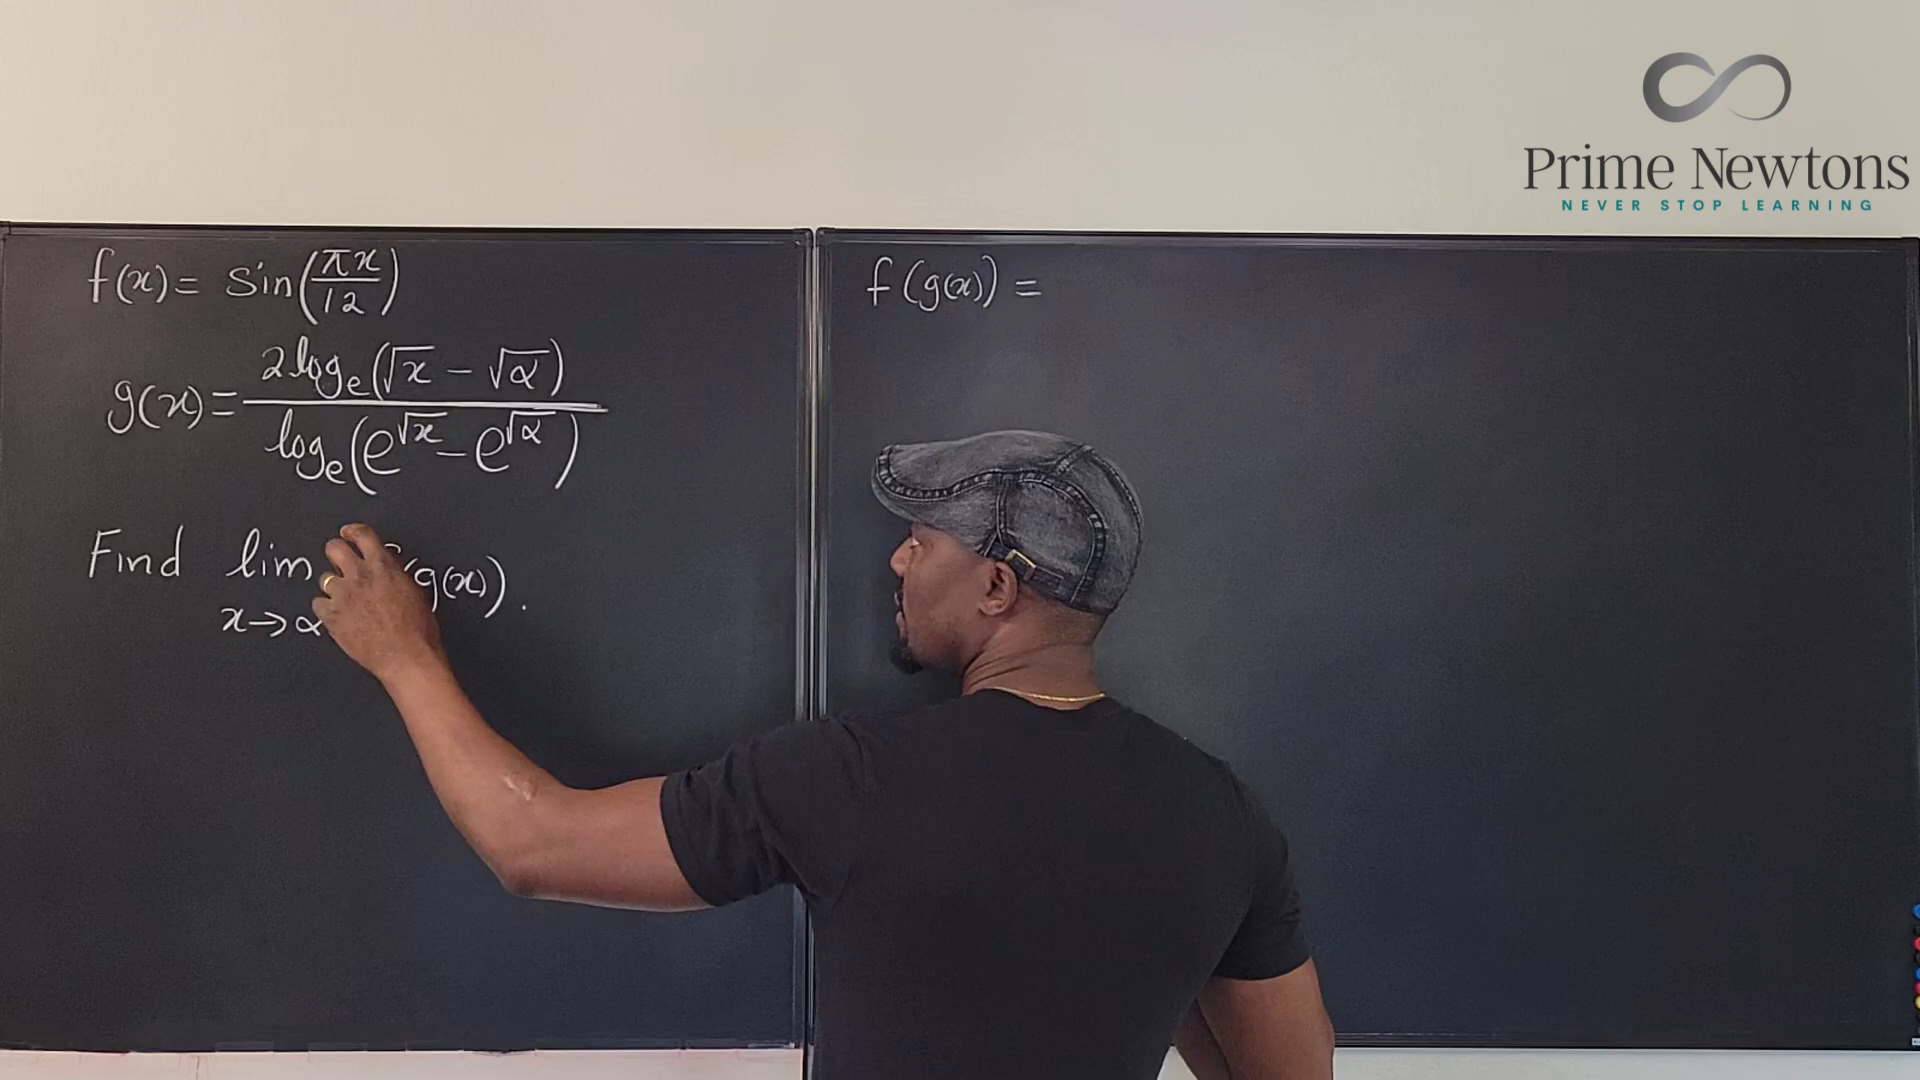 Prime Newtons
NEVER STOP LEARNING
f(x) = sin(πx/12)
g(x) = 2log_e(√x − √α) / log_e(e^√x − e^√α)
Find lim x→α (g(x)).
f(g(x)) =